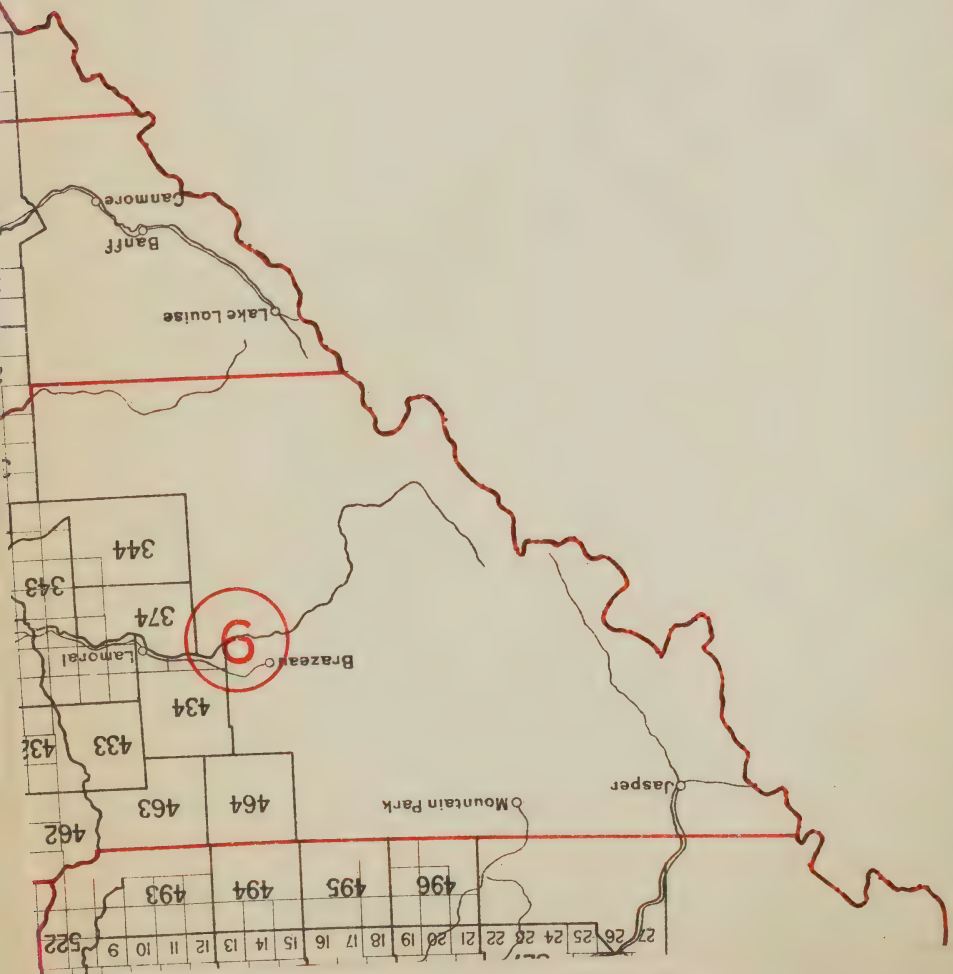 27 26 25 24 23 22 21 20 19 18 17 16 15 14 13 12 11 10 9
522
496 495 494 493
462
Mountain Park
464 463
Jasper
433 432
434
Brazeau
Lamoral
9
374
343
344
Lake Louise
Banff
Canmore